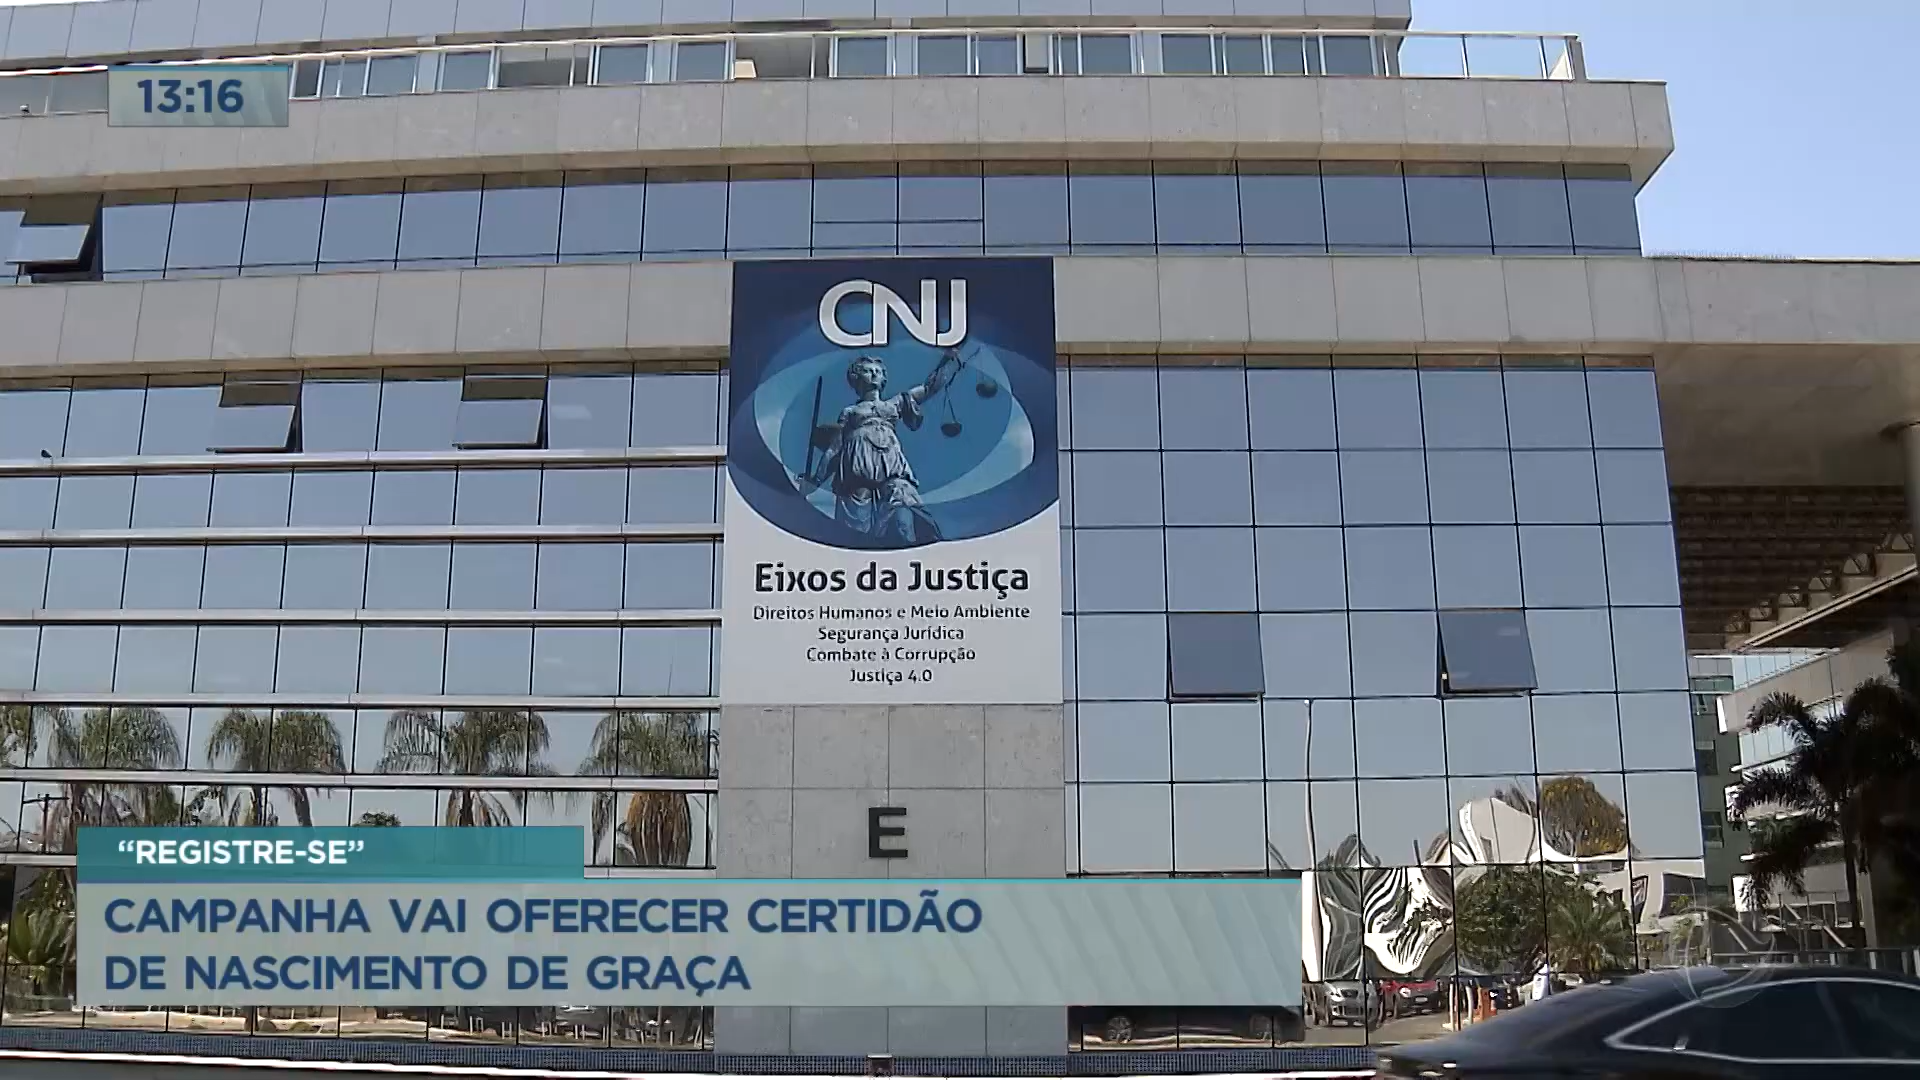 13:16
CNJ
Eixos da Justiça
Direitos Humanos e Meio Ambiente
Segurança Jurídica
Combate à Corrupção
Justiça 4.0
E
“REGISTRE-SE”
CAMPANHA VAI OFERECER CERTIDÃO
DE NASCIMENTO DE GRAÇA